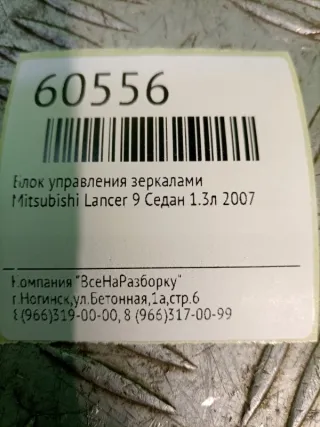 60556
Блок управления зеркалами
Mitsubishi Lancer 9 Седан 1.3л 2007
Компания "ВсеНаРазборку"
г.Ногинск,ул.Бетонная,1а,стр.6
8(966)319-00-00, 8 (966)317-00-99